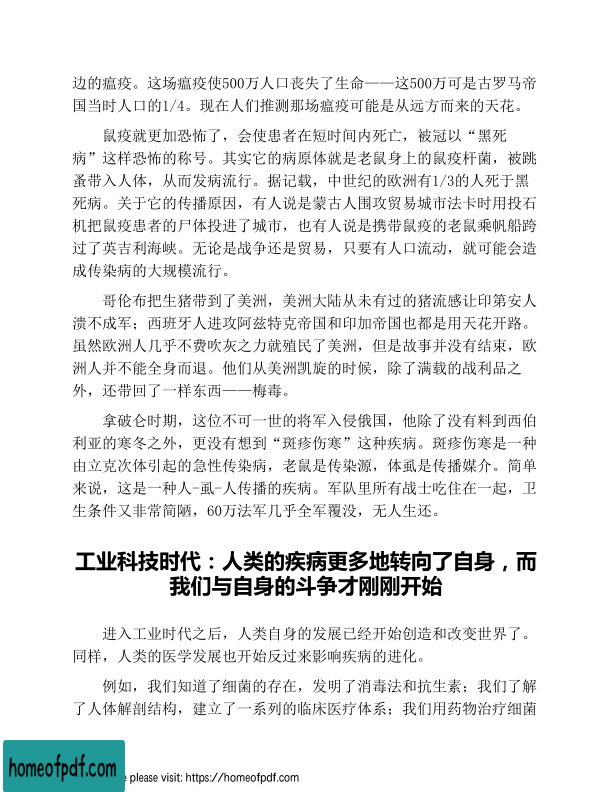 边的瘟疫。这场瘟疫使500万人口丧失了生命——这500万可是古罗马帝
国当时人口的1/4。现在人们推测那场瘟疫可能是从远方而来的天花。
鼠疫就更加恐怖了，会使患者在短时间内死亡，被冠以“黑死
病”这样恐怖的称号。其实它的病原体就是老鼠身上的鼠疫杆菌，被跳
蚤带入人体，从而发病流行。据记载，中世纪的欧洲有1/3的人死于黑
死病。关于它的传播原因，有人说是蒙古人围攻贸易城市法卡时用投石
机把鼠疫患者的尸体投进了城市，也有人说是携带鼠疫的老鼠乘帆船跨
过了英吉利海峡。无论是战争还是贸易，只要有人口流动，就可能会造
成传染病的大规模流行。
哥伦布把生猪带到了美洲，美洲大陆从未有过的猪流感让印第安人
溃不成军；西班牙人进攻阿兹特克帝国和印加帝国也都是用天花开路。
虽然欧洲人几乎不费吹灰之力就殖民了美洲，但是故事并没有结束，欧
洲人并不能全身而退。他们从美洲凯旋的时候，除了满载的战利品之
外，还带回了一样东西——梅毒。
拿破仑时期，这位不可一世的将军入侵俄国，他除了没有料到西伯
利亚的寒冬之外，更没有想到“斑疹伤寒”这种疾病。斑疹伤寒是一种
由立克次体引起的急性传染病，老鼠是传染源，体虱是传播媒介。简单
来说，这是一种人-虱-人传播的疾病。军队里所有战士吃住在一起，卫
生条件又非常简陋，60万法军几乎全军覆没，无人生还。
工业科技时代：人类的疾病更多地转向了自身，而
我们与自身的斗争才刚刚开始
进入工业时代之后，人类自身的发展已经开始创造和改变世界了。
同样，人类的医学发展也开始反过来影响疾病的进化。
例如，我们知道了细菌的存在，发明了消毒法和抗生素；我们了解
了人体解剖结构，建立了一系列的临床医疗体系；我们用药物治疗细菌
homeofpdf.com
e please visit: https://homeofpdf.com